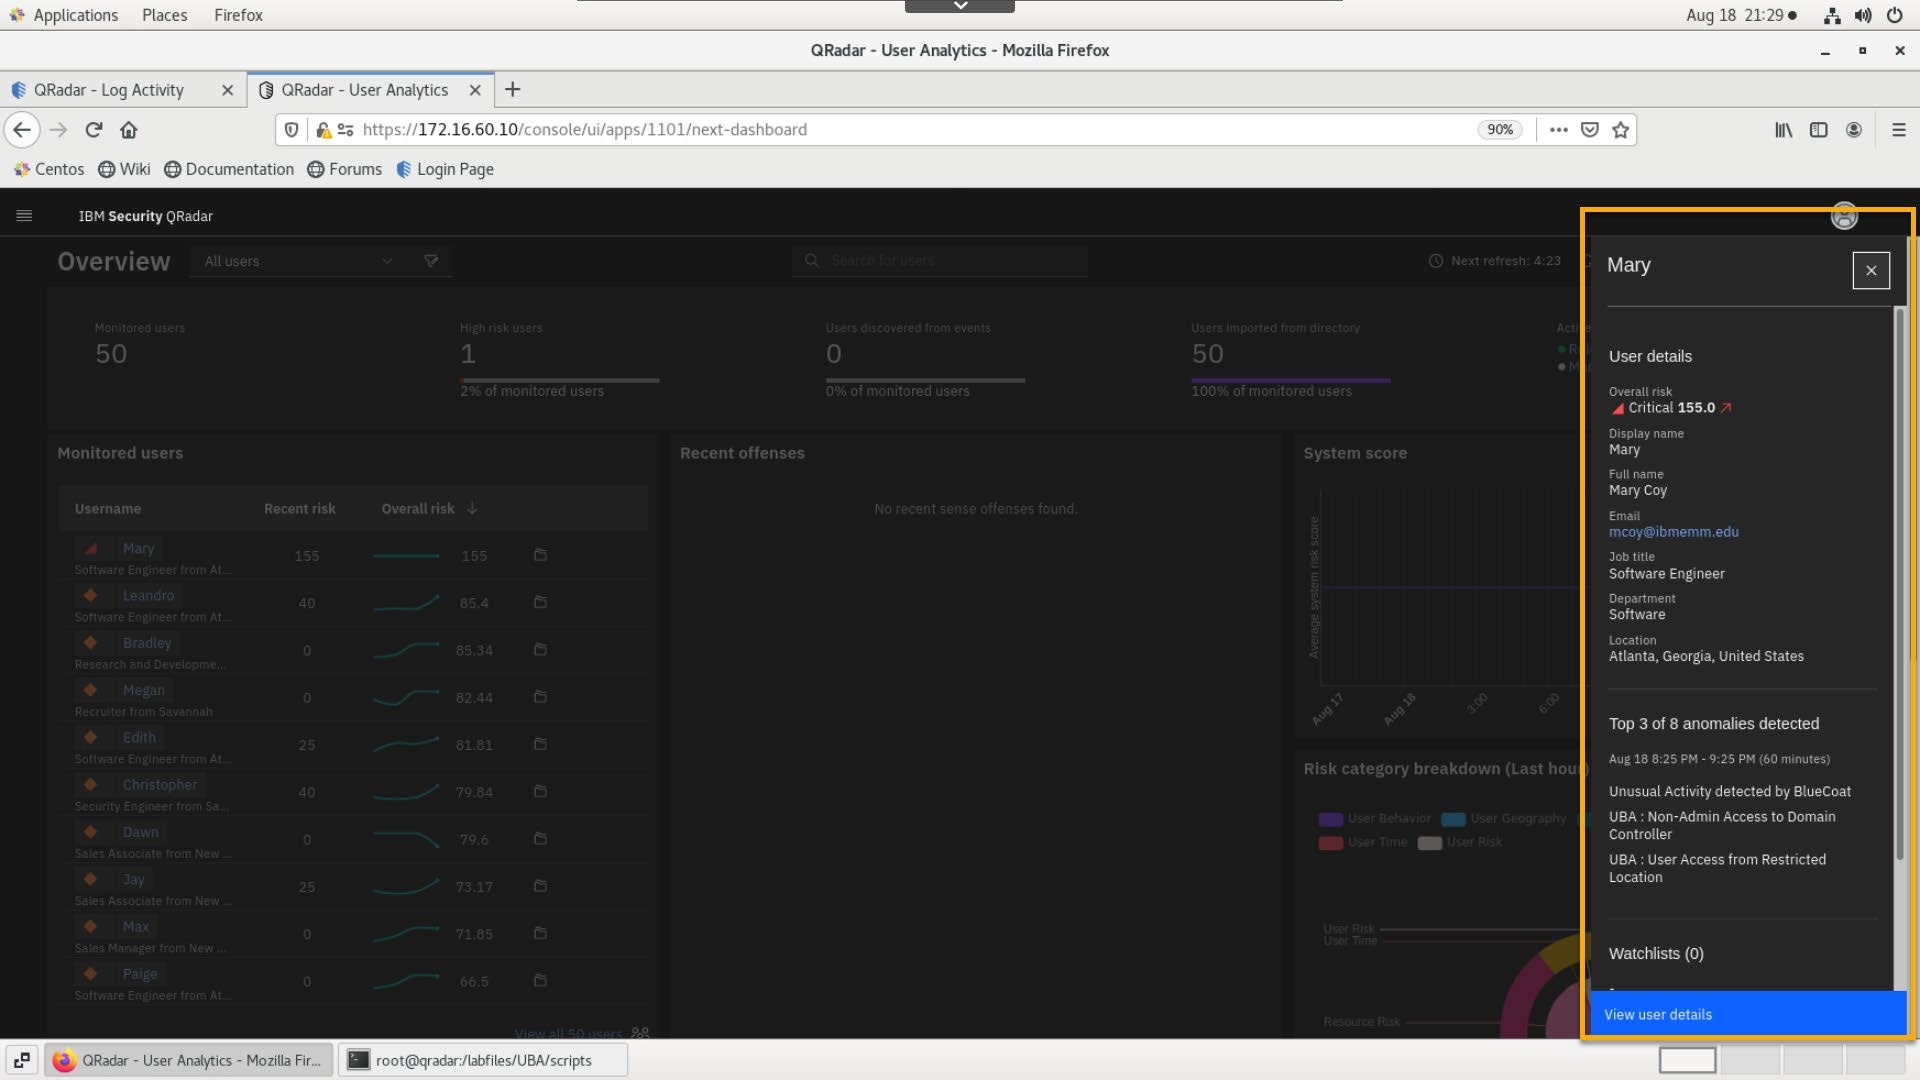 Applications Places Firefox Aug 18 21:29
QRadar - User Analytics - Mozilla Firefox
QRadar - Log Activity
QRadar - User Analytics
https://172.16.60.10/console/ui/apps/1101/next-dashboard
90%
Centos Wiki Documentation Forums Login Page
IBM Security QRadar
Overview
All users
Search for users
Next refresh: 4:23
Monitored users
50
High risk users
1
2% of monitored users
Users discovered from events
0
0% of monitored users
Users imported from directory
50
100% of monitored users
Monitored users
Username Recent risk Overall risk
Mary 155 155
Software Engineer from At...
Leandro 40 85.4
Software Engineer from At...
Bradley 0 85.34
Research and Developme...
Megan 0 82.44
Recruiter from Savannah
Edith 25 81.81
Software Engineer from At...
Christopher 40 79.84
Security Engineer from Sa...
Dawn 0 79.6
Sales Associate from New ...
Jay 25 73.17
Sales Associate from New ...
Max 0 71.85
Sales Manager from New ...
Paige 0 66.5
Software Engineer from At...
View all 50 users
Recent offenses
No recent sense offenses found.
System score
Average system risk score
Aug 17
Aug 18
3:00
6:00
Risk category breakdown (Last hour)
User Behavior
User Geography
User Time
User Risk
User Risk
User Time
Resource Risk
Mary
User details
Overall risk
Critical 155.0
Display name
Mary
Full name
Mary Coy
Email
mcoy@ibmemm.edu
Job title
Software Engineer
Department
Software
Location
Atlanta, Georgia, United States
Top 3 of 8 anomalies detected
Aug 18 8:25 PM - 9:25 PM (60 minutes)
Unusual Activity detected by BlueCoat
UBA : Non-Admin Access to Domain
Controller
UBA : User Access from Restricted
Location
Watchlists (0)
View user details
QRadar - User Analytics - Mozilla Fir...
root@qradar:/labfiles/UBA/scripts